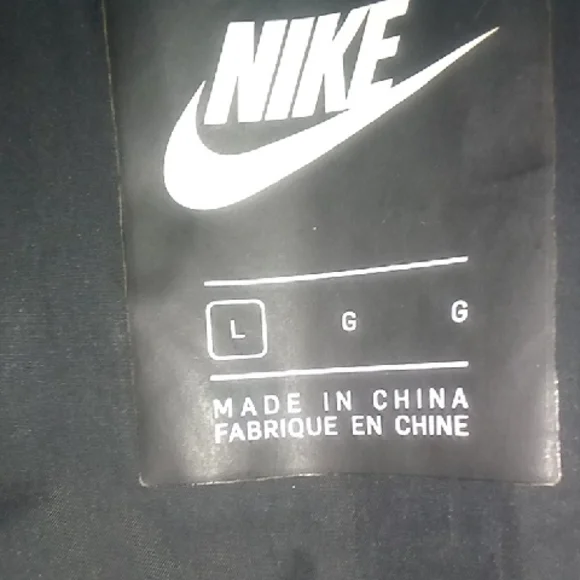 NIKE
L G G
MADE IN CHINA
FABRIQUE EN CHINE